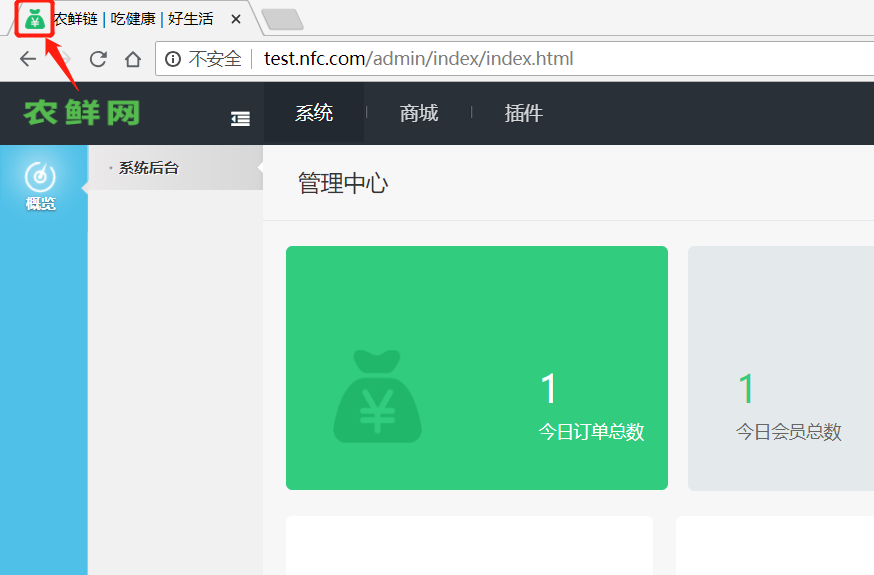 农鲜链 | 吃健康 | 好生活
不安全 test.nfc.com/admin/index/index.html
农鲜网 系统 商城 插件
· 系统后台
概览
管理中心
¥
1
今日订单总数
1
今日会员总数